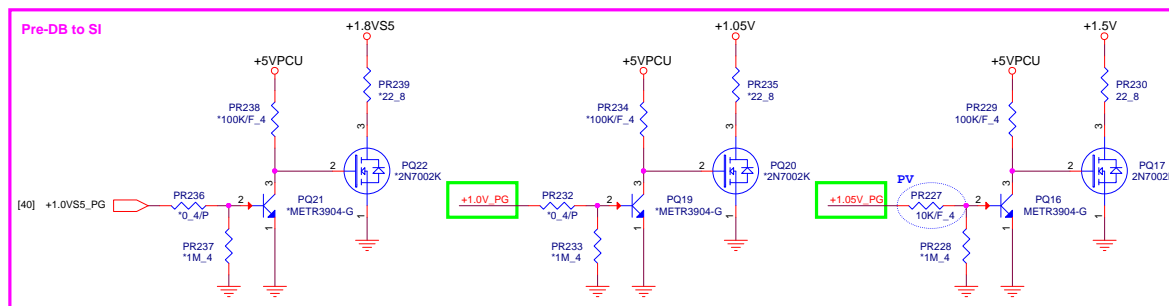 Pre-DB to SI
+1.8VS5
+5VPCU
PR239
*22_8
PR238
*100K/F_4
3
2
PQ22
*2N7002K
1
[40] +1.0VS5_PG
PR236
*0_4/P
2
3
PQ21
*METR3904-G
1
PR237
*1M_4
+1.05V
+5VPCU
PR235
*22_8
PR234
*100K/F_4
3
2
PQ20
*2N7002K
1
+1.0V_PG
PR232
*0_4/P
2
3
PQ19
*METR3904-G
1
PR233
*1M_4
+1.5V
+5VPCU
PR230
22_8
PR229
100K/F_4
3
2
PQ17
2N7002K
1
PV
+1.05V_PG
PR227
10K/F_4
2
3
PQ16
METR3904-G
1
PR228
*1M_4